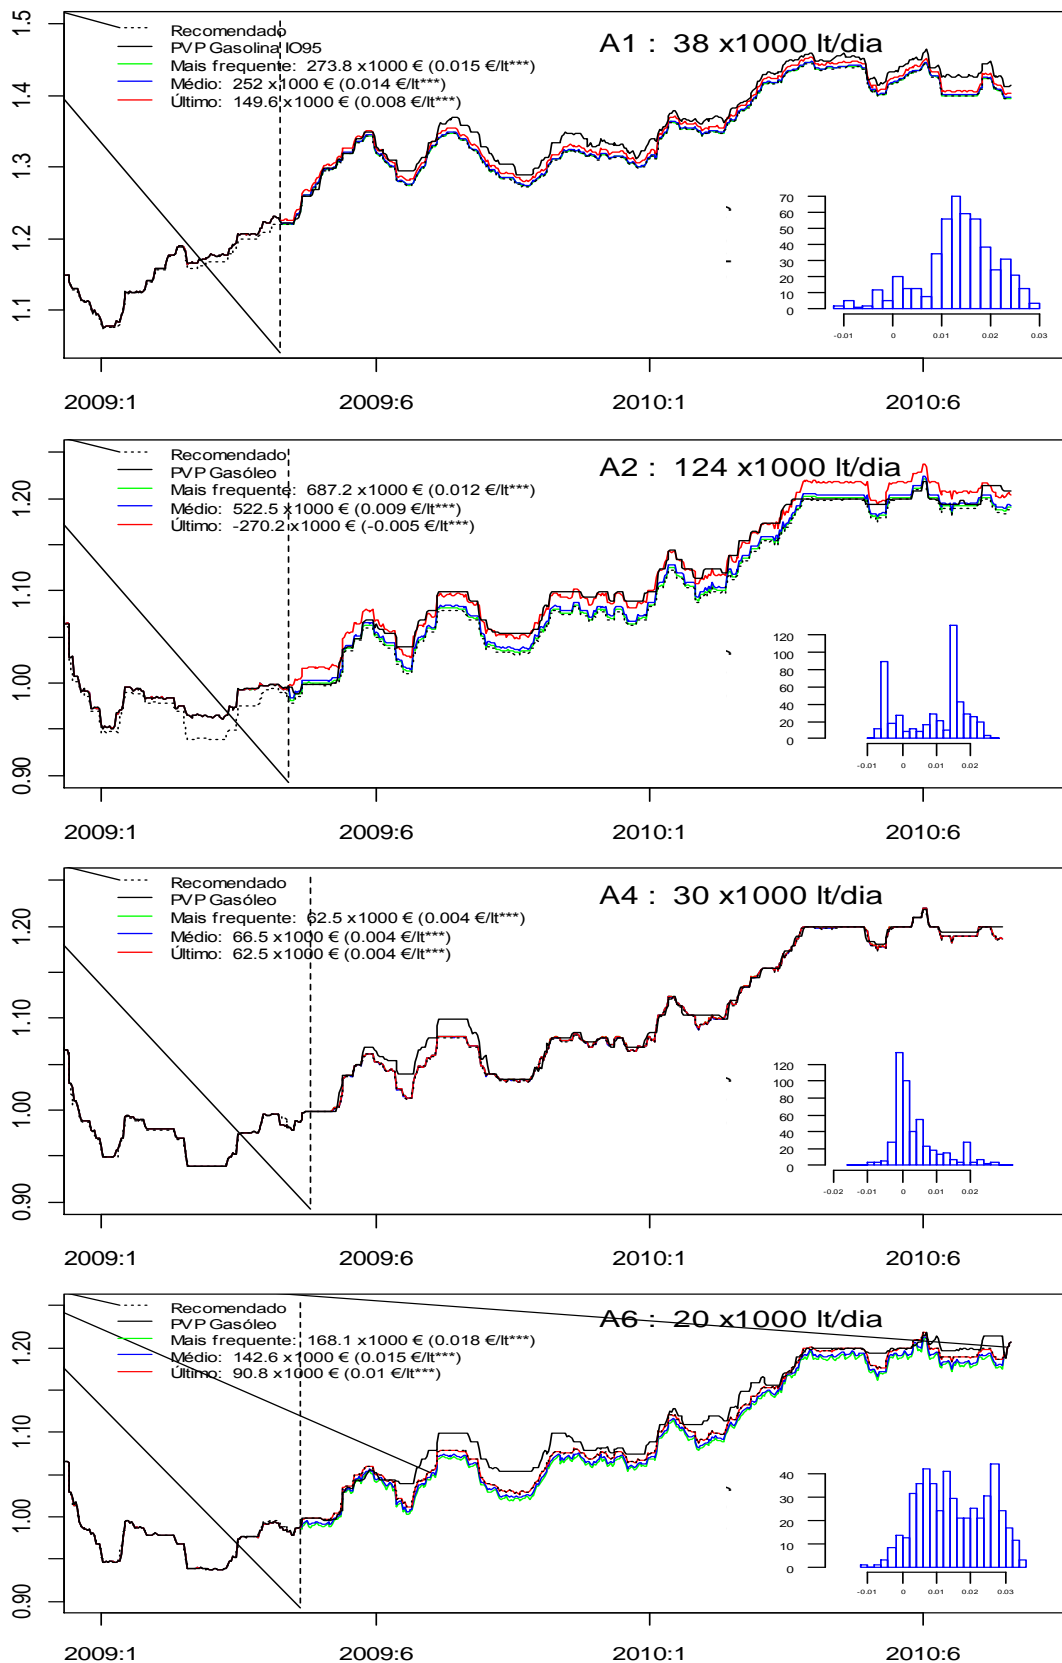 1.5
1.4
1.3
1.2
1.1
Recomendado
PVP Gasolina IO95
Mais frequente: 273.8 x1000 € (0.015 €/lt***)
Médio: 252 x1000 € (0.014 €/lt***)
Último: 149.6 x1000 € (0.008 €/lt***)
A1 : 38 x1000 lt/dia
70
60
50
40
30
20
10
0
-0.01 0 0.01 0.02 0.03
2009:1 2009:6 2010:1 2010:6
1.20
1.10
1.00
0.90
Recomendado
PVP Gasóleo
Mais frequente: 687.2 x1000 € (0.012 €/lt***)
Médio: 522.5 x1000 € (0.009 €/lt***)
Último: -270.2 x1000 € (-0.005 €/lt***)
A2 : 124 x1000 lt/dia
120
100
80
60
40
20
0
-0.01 0 0.01 0.02
2009:1 2009:6 2010:1 2010:6
1.20
1.10
1.00
0.90
Recomendado
PVP Gasóleo
Mais frequente: 62.5 x1000 € (0.004 €/lt***)
Médio: 66.5 x1000 € (0.004 €/lt***)
Último: 62.5 x1000 € (0.004 €/lt***)
A4 : 30 x1000 lt/dia
120
100
80
60
40
20
0
-0.02 -0.01 0 0.01 0.02
2009:1 2009:6 2010:1 2010:6
1.20
1.10
1.00
0.90
Recomendado
PVP Gasóleo
Mais frequente: 168.1 x1000 € (0.018 €/lt***)
Médio: 142.6 x1000 € (0.015 €/lt***)
Último: 90.8 x1000 € (0.01 €/lt***)
A6 : 20 x1000 lt/dia
40
30
20
10
0
-0.01 0 0.01 0.02 0.03
2009:1 2009:6 2010:1 2010:6